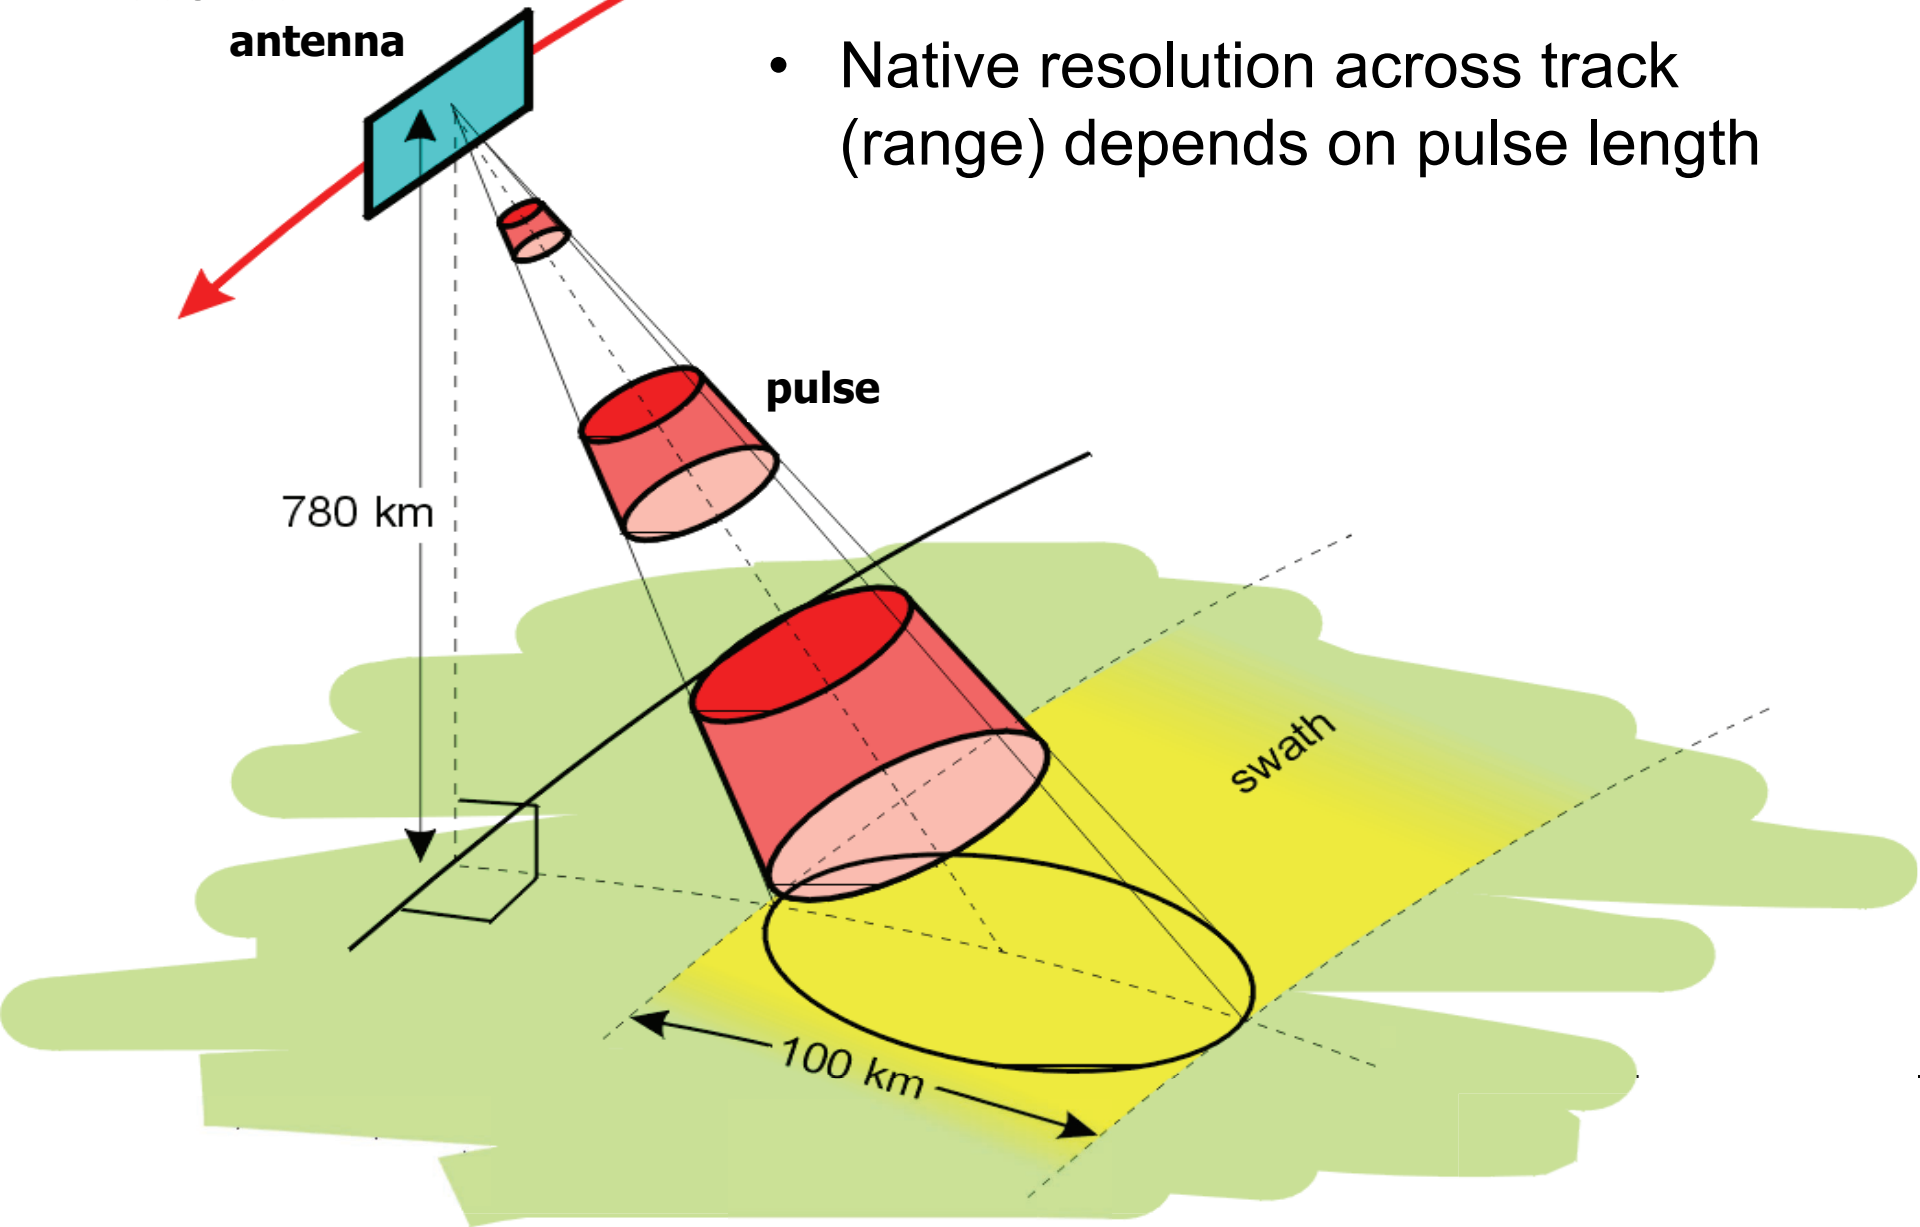 antenna
• Native resolution across track
(range) depends on pulse length
pulse
780 km
swath
100 km